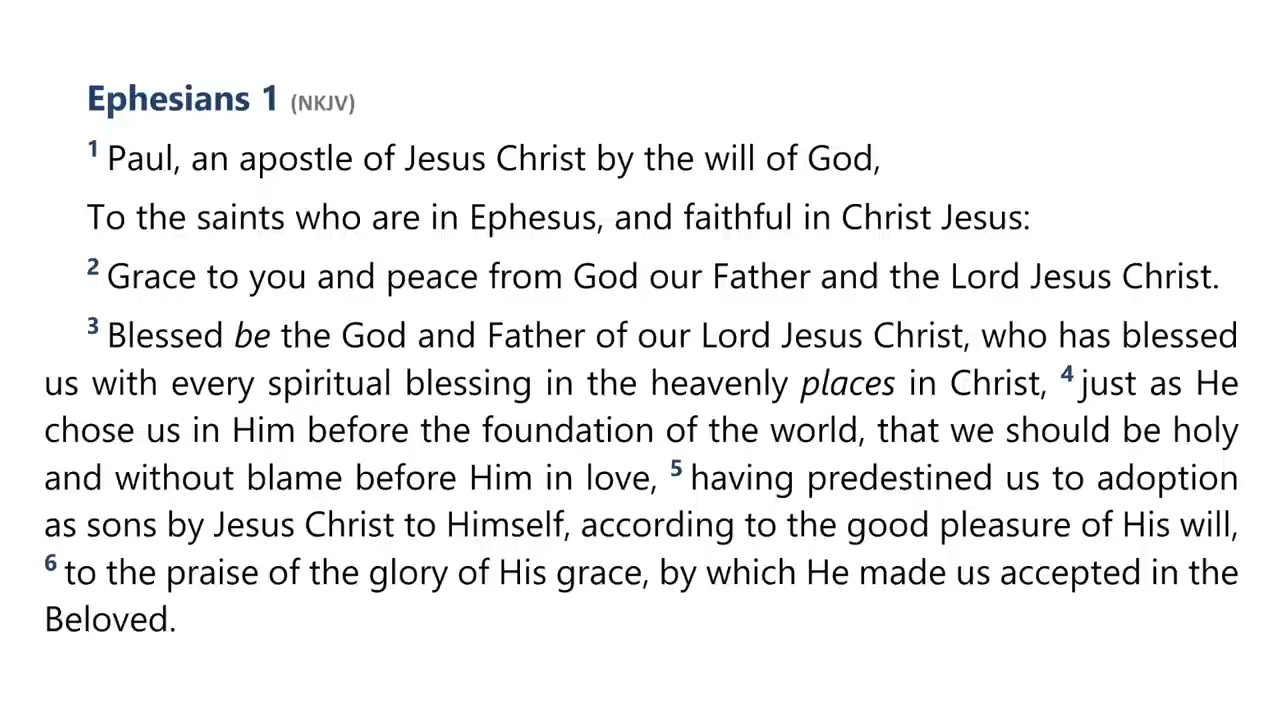 Ephesians 1 (NKJV)
1 Paul, an apostle of Jesus Christ by the will of God,
To the saints who are in Ephesus, and faithful in Christ Jesus:
2 Grace to you and peace from God our Father and the Lord Jesus Christ.
3 Blessed be the God and Father of our Lord Jesus Christ, who has blessed
us with every spiritual blessing in the heavenly places in Christ, 4 just as He
chose us in Him before the foundation of the world, that we should be holy
and without blame before Him in love, 5 having predestined us to adoption
as sons by Jesus Christ to Himself, according to the good pleasure of His will,
6 to the praise of the glory of His grace, by which He made us accepted in the
Beloved.